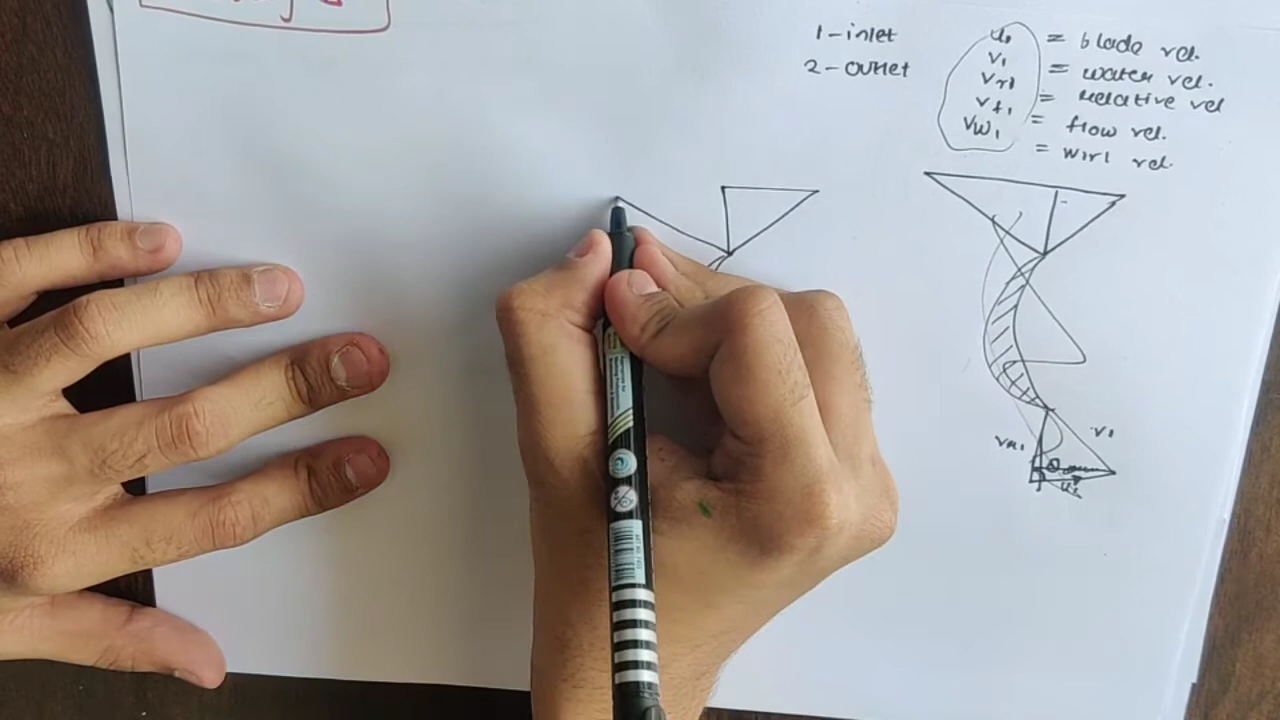 1-inlet
2-outlet
u₁ = blade vel.
V₁ = water vel.
Vr1 = relative vel
Vf₁ = flow vel.
Vw₁ = wirl vel.
V₁